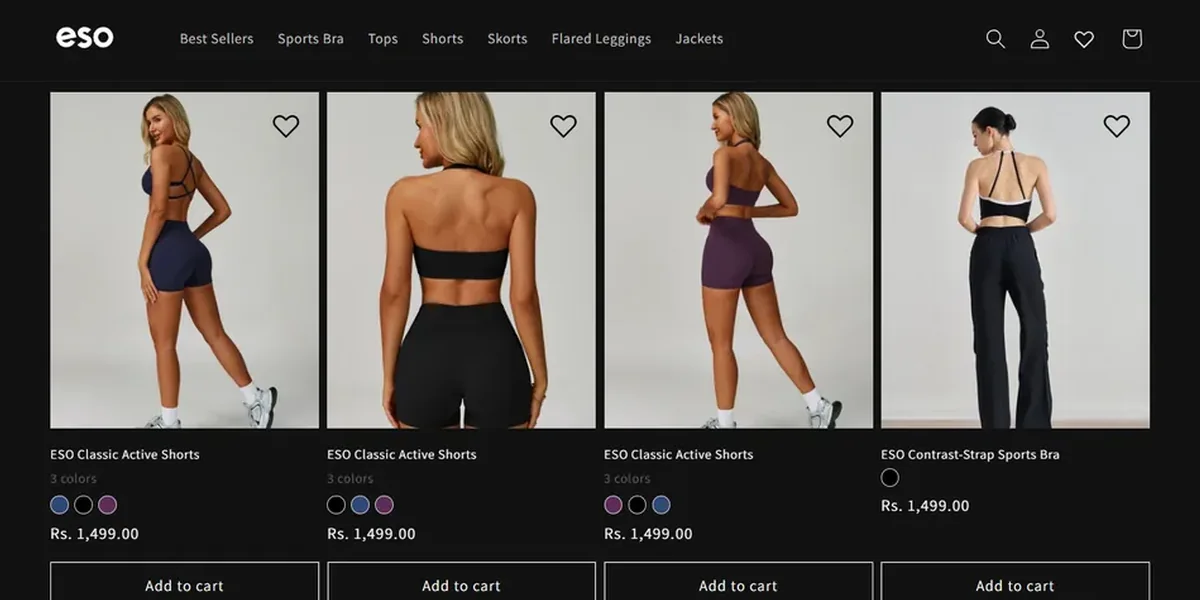 eso
Best Sellers Sports Bra Tops Shorts Skorts Flared Leggings Jackets
ESO Classic Active Shorts
3 colors
Rs. 1,499.00
Add to cart
ESO Classic Active Shorts
3 colors
Rs. 1,499.00
Add to cart
ESO Classic Active Shorts
3 colors
Rs. 1,499.00
Add to cart
ESO Contrast-Strap Sports Bra
Rs. 1,499.00
Add to cart